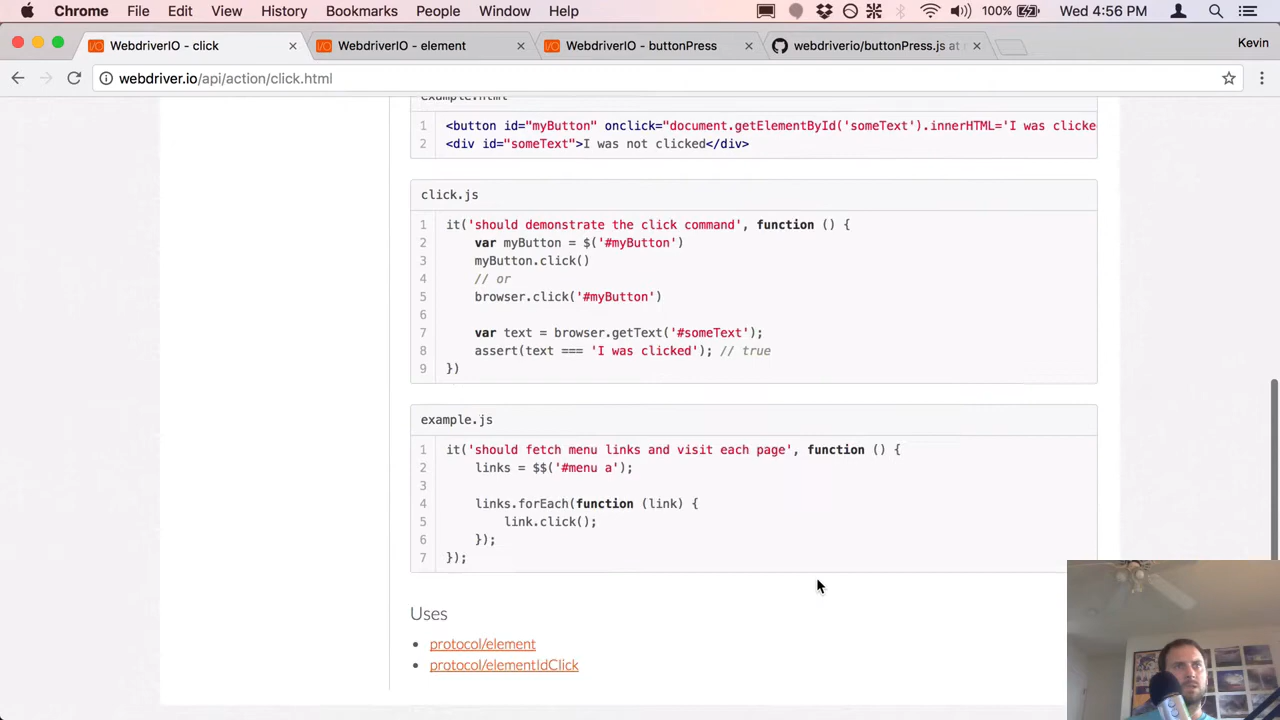 Chrome File Edit View History Bookmarks People Window Help 100% Wed 4:56 PM
WebdriverIO - click WebdriverIO - element WebdriverIO - buttonPress webdriverio/buttonPress.js at Kevin
webdriver.io/api/action/click.html
example.html
1 <button id="myButton" onclick="document.getElementById('someText').innerHTML='I was clicke
2 <div id="someText">I was not clicked</div>
click.js
1 it('should demonstrate the click command', function () {
2 var myButton = $('#myButton')
3 myButton.click()
4 // or
5 browser.click('#myButton')
6
7 var text = browser.getText('#someText');
8 assert(text === 'I was clicked'); // true
9 })
example.js
1 it('should fetch menu links and visit each page', function () {
2 links = $$('#menu a');
3
4 links.forEach(function (link) {
5 link.click();
6 });
7 });
Uses
protocol/element
protocol/elementIdClick